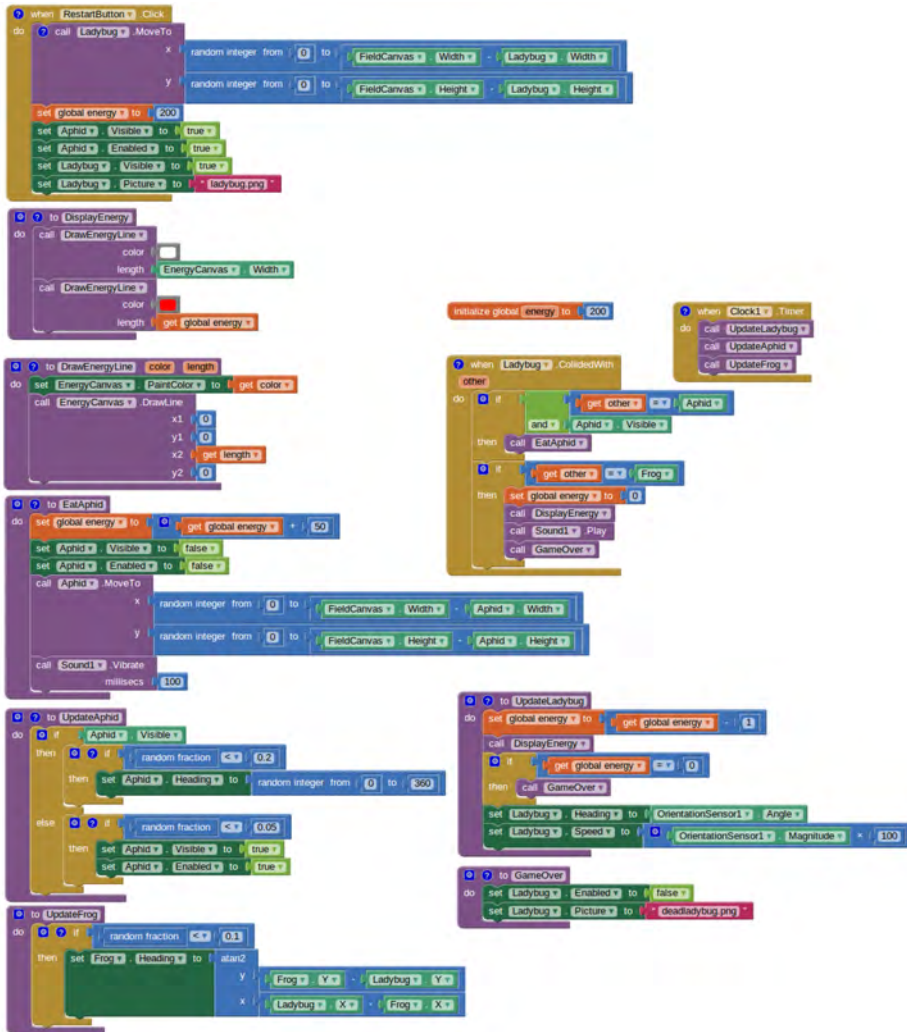 when RestartButton .Click
do call Ladybug .MoveTo
x random integer from 0 to FieldCanvas . Width - Ladybug . Width
y random integer from 0 to FieldCanvas . Height - Ladybug . Height
set global energy to 200
set Aphid . Visible to true
set Aphid . Enabled to true
set Ladybug . Visible to true
set Ladybug . Picture to " ladybug.png "
to DisplayEnergy
do call DrawEnergyLine
color
length EnergyCanvas . Width
call DrawEnergyLine
color
length get global energy
initialize global energy to 200
when Clock1 .Timer
do call UpdateLadybug
call UpdateAphid
call UpdateFrog
to DrawEnergyLine color length
do set EnergyCanvas . PaintColor to get color
call EnergyCanvas .DrawLine
x1 0
y1 0
x2 get length
y2 0
when Ladybug .CollidedWith
other
do if get other = Aphid
and Aphid . Visible
then call EatAphid
if get other = Frog
then set global energy to 0
call DisplayEnergy
call Sound1 .Play
call GameOver
to EatAphid
do set global energy to get global energy + 50
set Aphid . Visible to false
set Aphid . Enabled to false
call Aphid .MoveTo
x random integer from 0 to FieldCanvas . Width - Aphid . Width
y random integer from 0 to FieldCanvas . Height - Aphid . Height
call Sound1 .Vibrate
millisecs 100
to UpdateAphid
do if Aphid . Visible
then if random fraction < 0.2
then set Aphid . Heading to random integer from 0 to 360
else if random fraction < 0.05
then set Aphid . Visible to true
set Aphid . Enabled to true
to UpdateLadybug
do set global energy to get global energy - 1
call DisplayEnergy
if get global energy = 0
then call GameOver
set Ladybug . Heading to OrientationSensor1 . Angle
set Ladybug . Speed to OrientationSensor1 . Magnitude × 100
to GameOver
do set Ladybug . Enabled to false
set Ladybug . Picture to " deadladybug.png "
to UpdateFrog
do if random fraction < 0.1
then set Frog . Heading to atan2
y Frog . Y - Ladybug . Y
x Ladybug . X - Frog . X